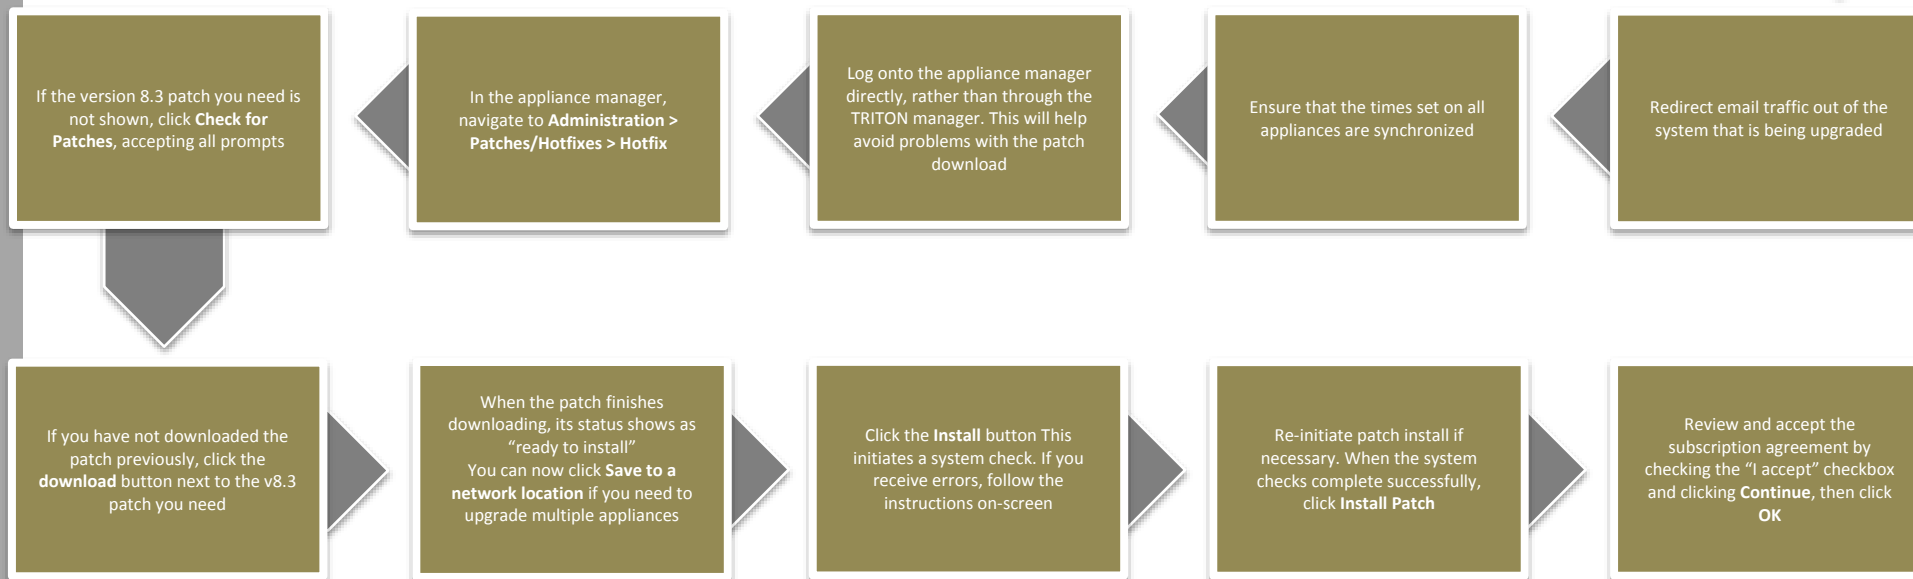 Redirect email traffic out of the
system that is being upgraded
Ensure that the times set on all
appliances are synchronized
Log onto the appliance manager
directly, rather than through the
TRITON manager. This will help
avoid problems with the patch
download
In the appliance manager,
navigate to Administration >
Patches/Hotfixes > Hotfix
If the version 8.3 patch you need is
not shown, click Check for
Patches, accepting all prompts
If you have not downloaded the
patch previously, click the
download button next to the v8.3
patch you need
When the patch finishes
downloading, its status shows as
“ready to install”
You can now click Save to a
network location if you need to
upgrade multiple appliances
Click the Install button This
initiates a system check. If you
receive errors, follow the
instructions on-screen
Re-initiate patch install if
necessary. When the system
checks complete successfully,
click Install Patch
Review and accept the
subscription agreement by
checking the “I accept” checkbox
and clicking Continue, then click
OK